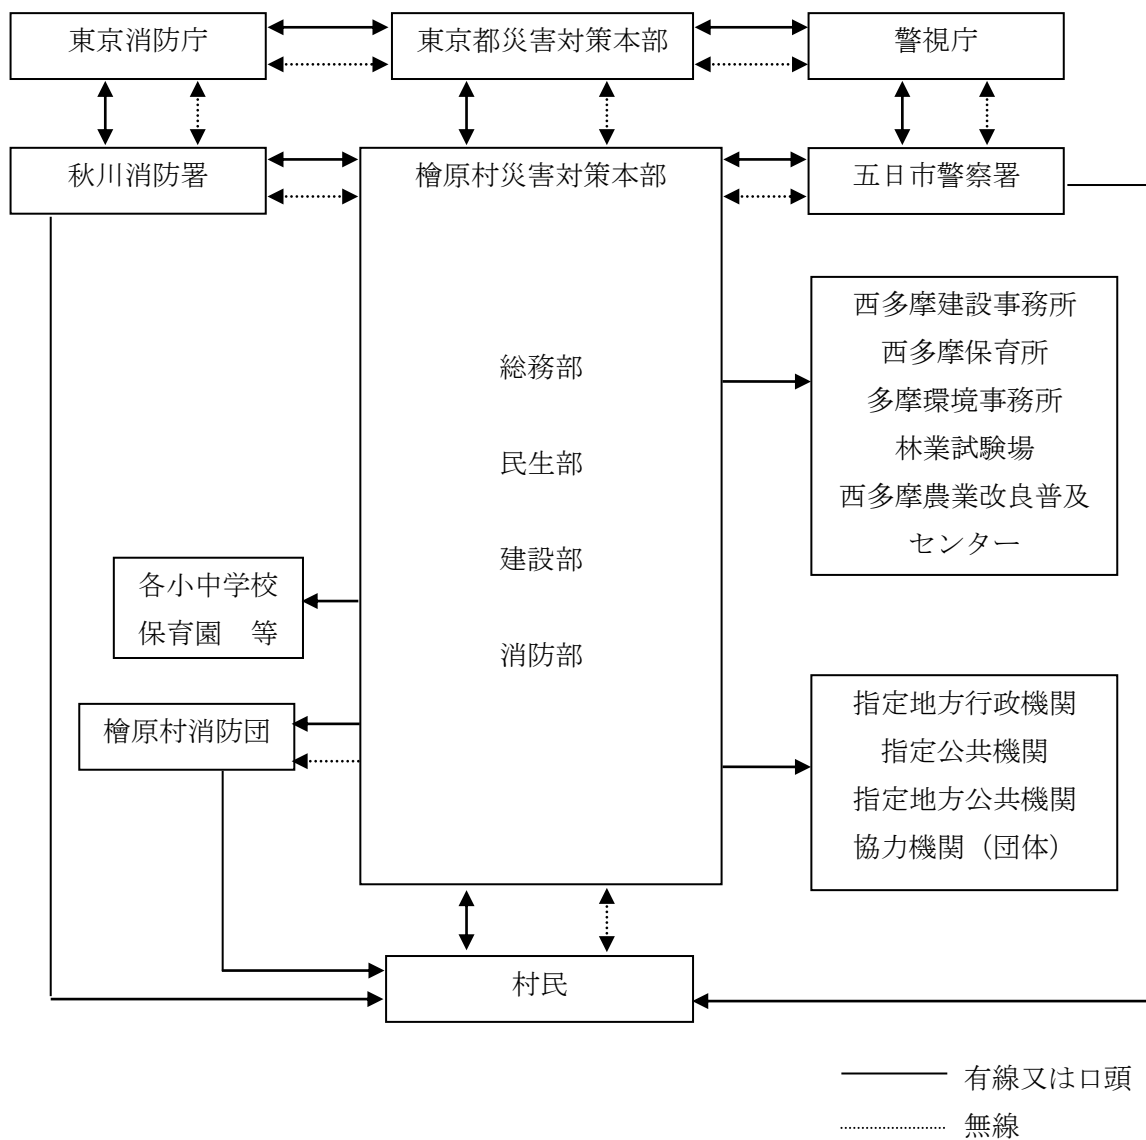 東京消防庁
東京都災害対策本部
警視庁
秋川消防署
檜原村災害対策本部
五日市警察署
西多摩建設事務所
西多摩保育所
多摩環境事務所
林業試験場
西多摩農業改良普及
センター
総務部
民生部
建設部
消防部
各小中学校
保育園　等
檜原村消防団
指定地方行政機関
指定公共機関
指定地方公共機関
協力機関（団体）
村民
有線又は口頭
無線